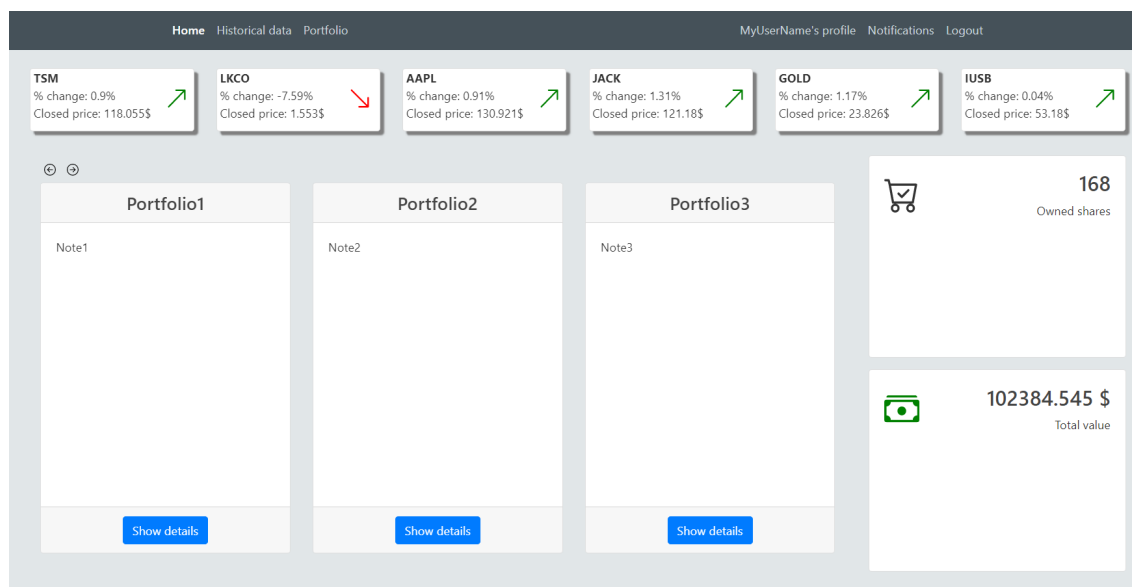 Home Historical data Portfolio MyUserName's profile Notifications Logout
TSM
% change: 0.9%
Closed price: 118.055$
LKCO
% change: -7.59%
Closed price: 1.553$
AAPL
% change: 0.91%
Closed price: 130.921$
JACK
% change: 1.31%
Closed price: 121.18$
GOLD
% change: 1.17%
Closed price: 23.826$
IUSB
% change: 0.04%
Closed price: 53.18$
Portfolio1
Note1
Show details
Portfolio2
Note2
Show details
Portfolio3
Note3
Show details
168
Owned shares
102384.545 $
Total value